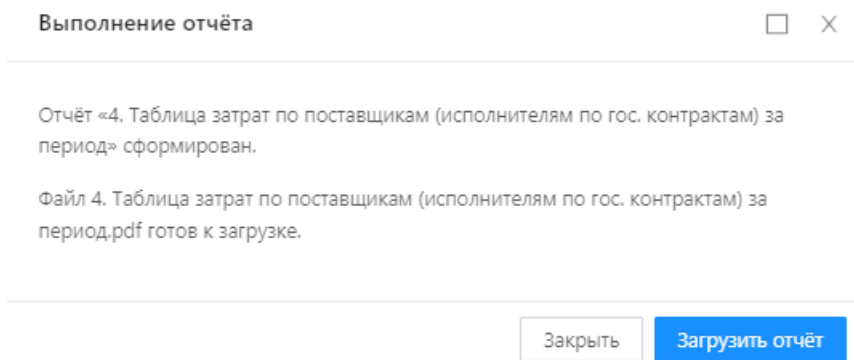 Выполнение отчёта
Отчёт «4. Таблица затрат по поставщикам (исполнителям по гос. контрактам) за
период» сформирован.
Файл 4. Таблица затрат по поставщикам (исполнителям по гос. контрактам) за
период.pdf готов к загрузке.
Закрыть Загрузить отчёт